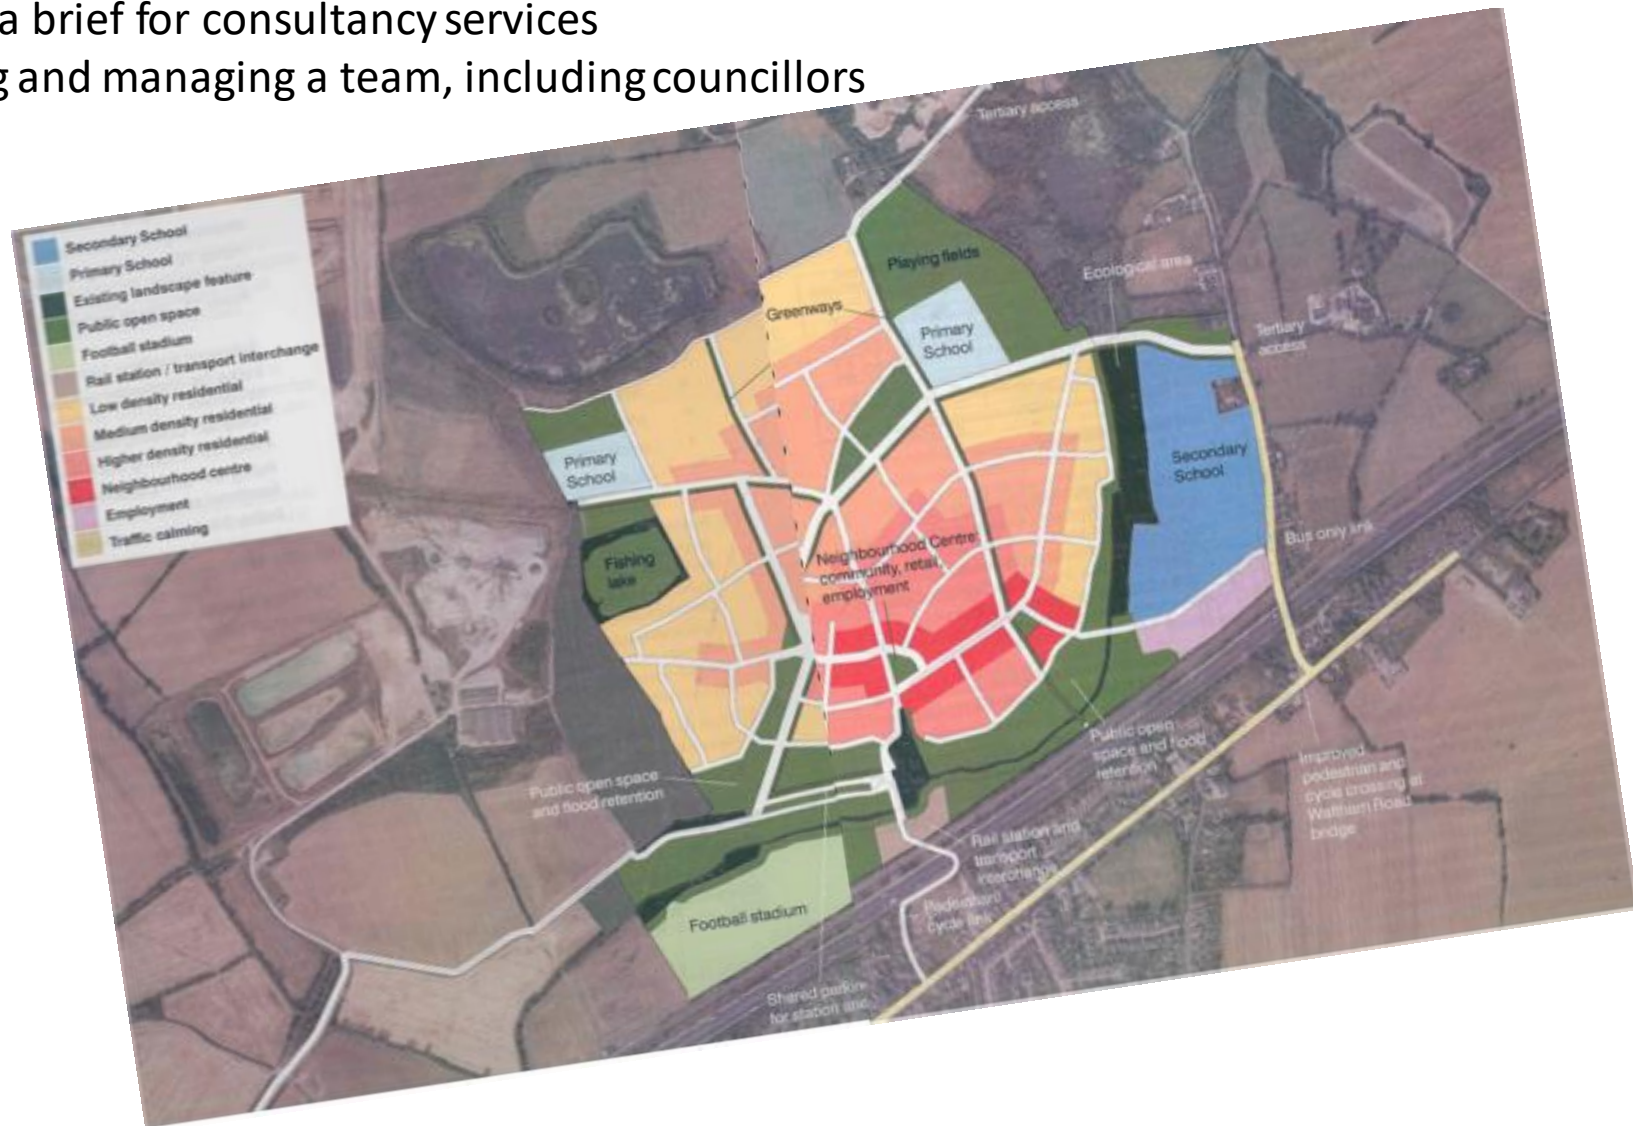 a brief for consultancy services
g and managing a team, including councillors
Secondary School
Primary School
Existing landscape feature
Public open space
Football stadium
Rail station / transport interchange
Low density residential
Medium density residential
Higher density residential
Neighbourhood centre
Employment
Traffic calming
Tertiary access
Playing fields
Ecological area
Greenways
Primary
School
Tertiary
access
Primary
School
Secondary
School
Bus only link
Fishing
lake
Neighbourhood Centre:
community, retail,
employment
Public open space
and flood retention
Public open
space and flood
retention
Improved
pedestrian and
cycle crossing at
Waltham Road
bridge
Rail station and
transport
interchange
Pedestrian/
cycle link
Football stadium
Shared parkin
for station and